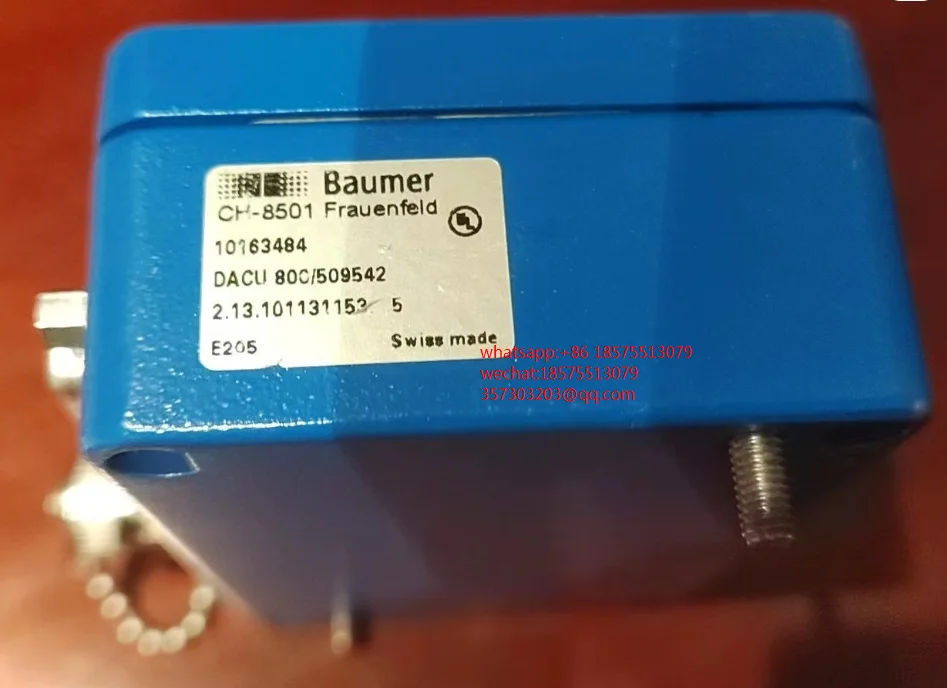 Baumer
CH-8501 Frauenfeld
10163484
DACU 80C/509542
2.13.101131153 5
E205
Swiss made
whatsapp:+86 18575513079
wechat:18575513079
357303203@qq.com